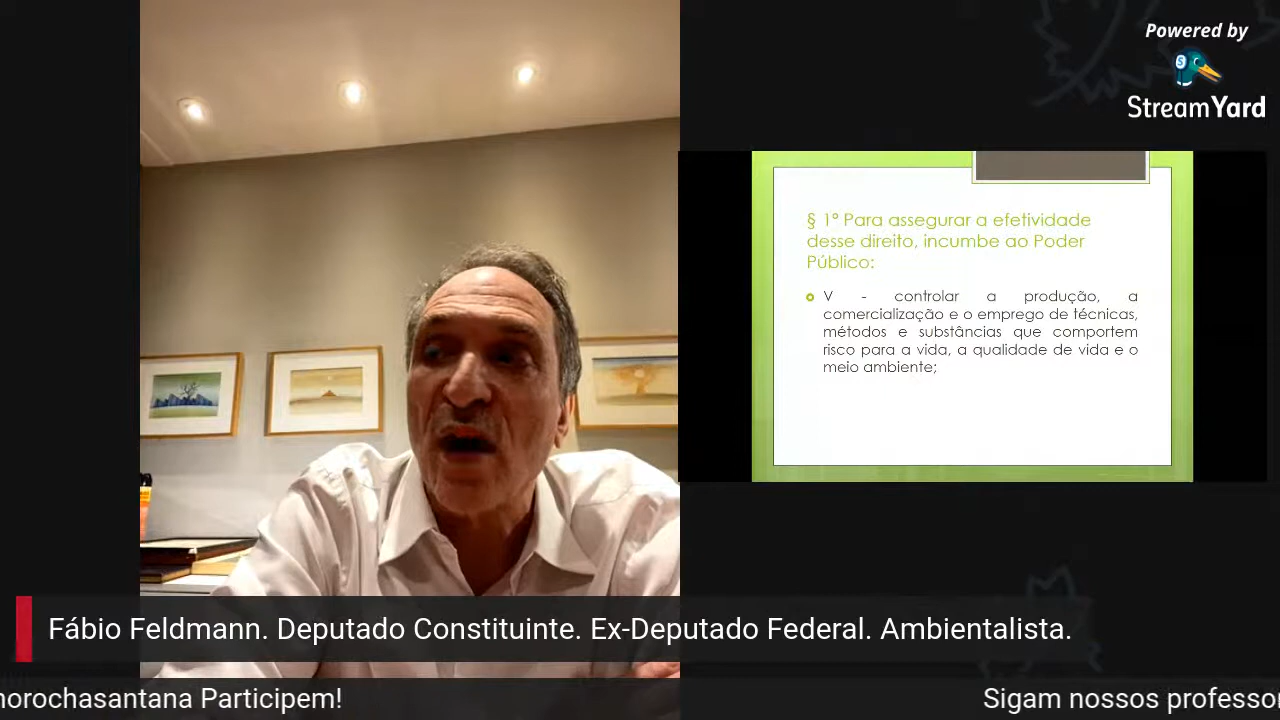 Powered by
StreamYard
§ 1º Para assegurar a efetividade
desse direito, incumbe ao Poder
Público:
V - controlar a produção, a
comercialização e o emprego de técnicas,
métodos e substâncias que comportem
risco para a vida, a qualidade de vida e o
meio ambiente;
Fábio Feldmann. Deputado Constituinte. Ex-Deputado Federal. Ambientalista.
norochasantana Participem!
Sigam nossos professor